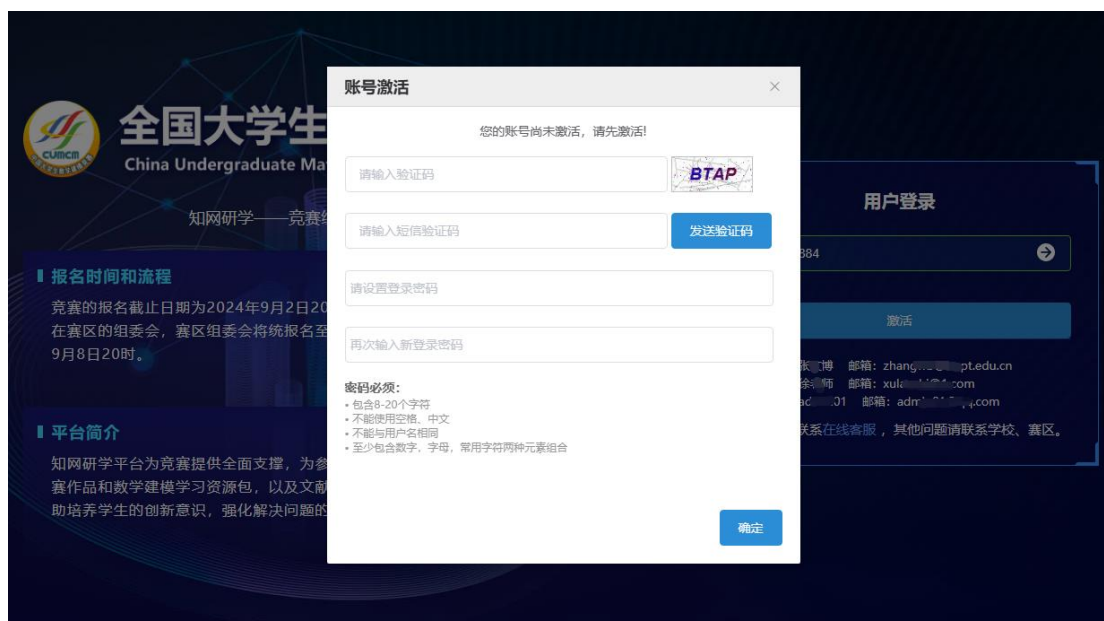 全国大学生
CUMCM
China Undergraduate Ma
知网研学——竞赛
报名时间和流程
竞赛的报名截止日期为2024年9月2日20
在赛区的组委会，赛区组委会将统报名至
9月8日20时。
平台简介
知网研学平台为竞赛提供全面支撑，为参
赛作品和数学建模学习资源包，以及文献
助培养学生的创新意识，强化解决问题的
账号激活
您的账号尚未激活，请先激活!
请输入验证码
BTAP
请输入短信验证码
发送验证码
请设置登录密码
再次输入新登录密码
密码必须：
• 包含8-20个字符
• 不能使用空格、中文
• 不能与用户名相同
• 至少包含数字，字母，常用字符两种元素组合
确定
用户登录
384
激活
张 博 邮箱：zhang pt.edu.cn
徐 师 邮箱：xul .com
ad 01 邮箱：adm .com
联系在线客服，其他问题请联系学校、赛区。